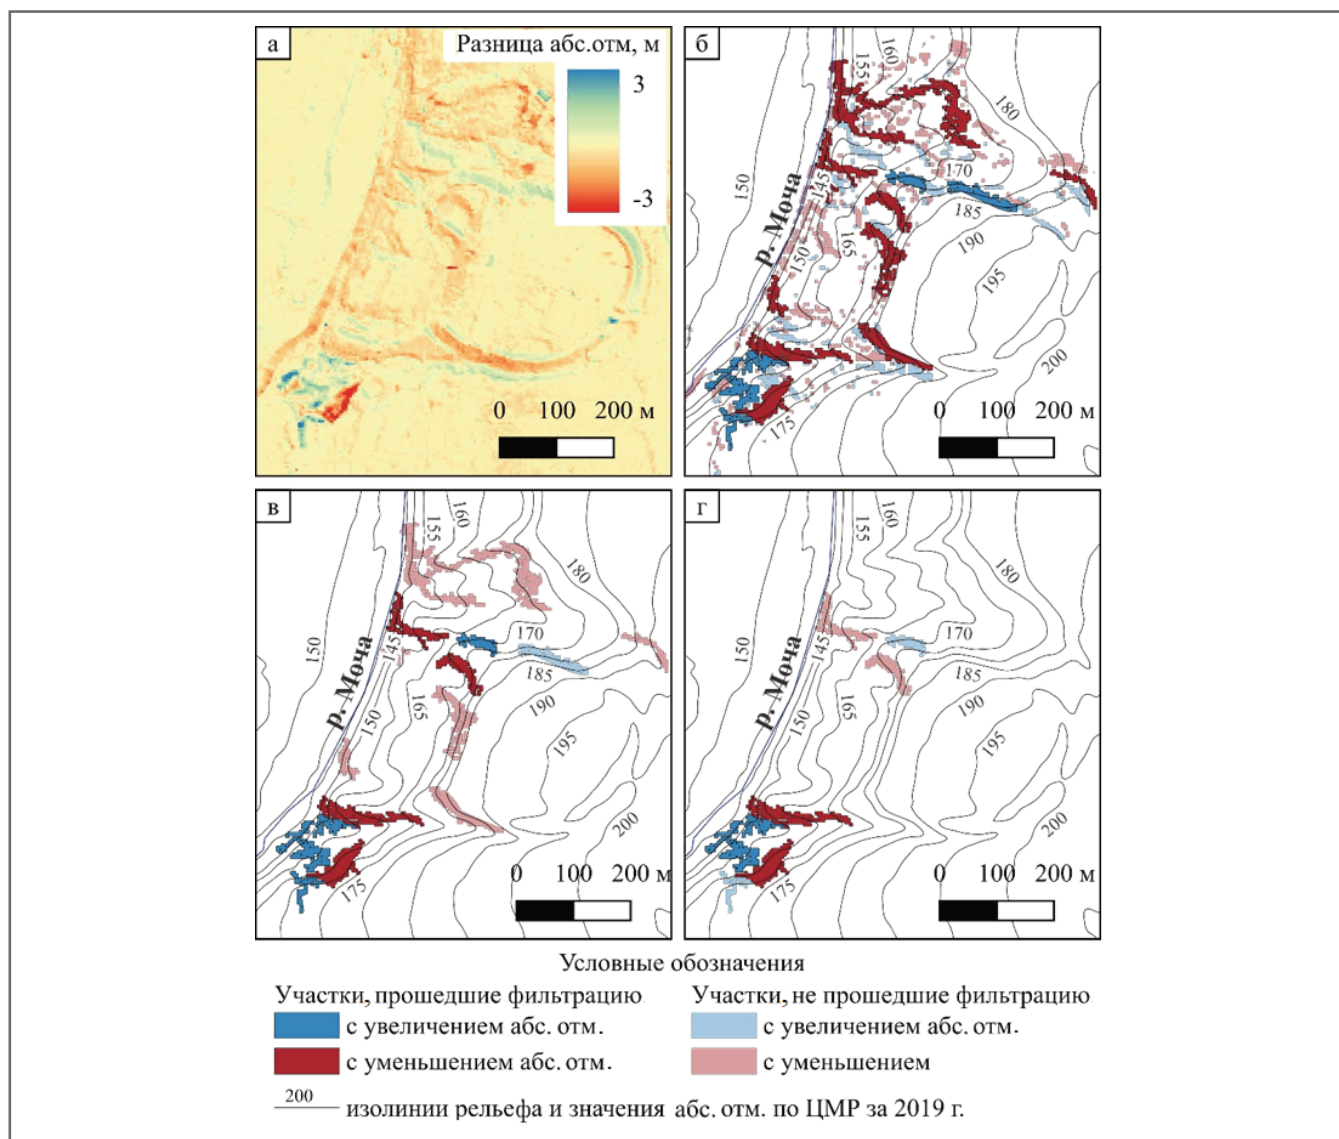 а
Разница абс.отм, м
3
-3
0 100 200 м
б
160
155
180
150
170
145
185
р. Моча
190
165
150
195
200
175
0 100 200 м
в
160
155
180
150
170
145
185
р. Моча
190
165
150
195
200
175
0 100 200 м
г
160
155
180
150
170
145
185
р. Моча
190
165
150
195
200
175
0 100 200 м
Условные обозначения
Участки, прошедшие фильтрацию
с увеличением абс. отм.
с уменьшением абс. отм.
Участки, не прошедшие фильтрацию
с увеличением абс. отм.
с уменьшением
200 изолинии рельефа и значения абс. отм. по ЦМР за 2019 г.